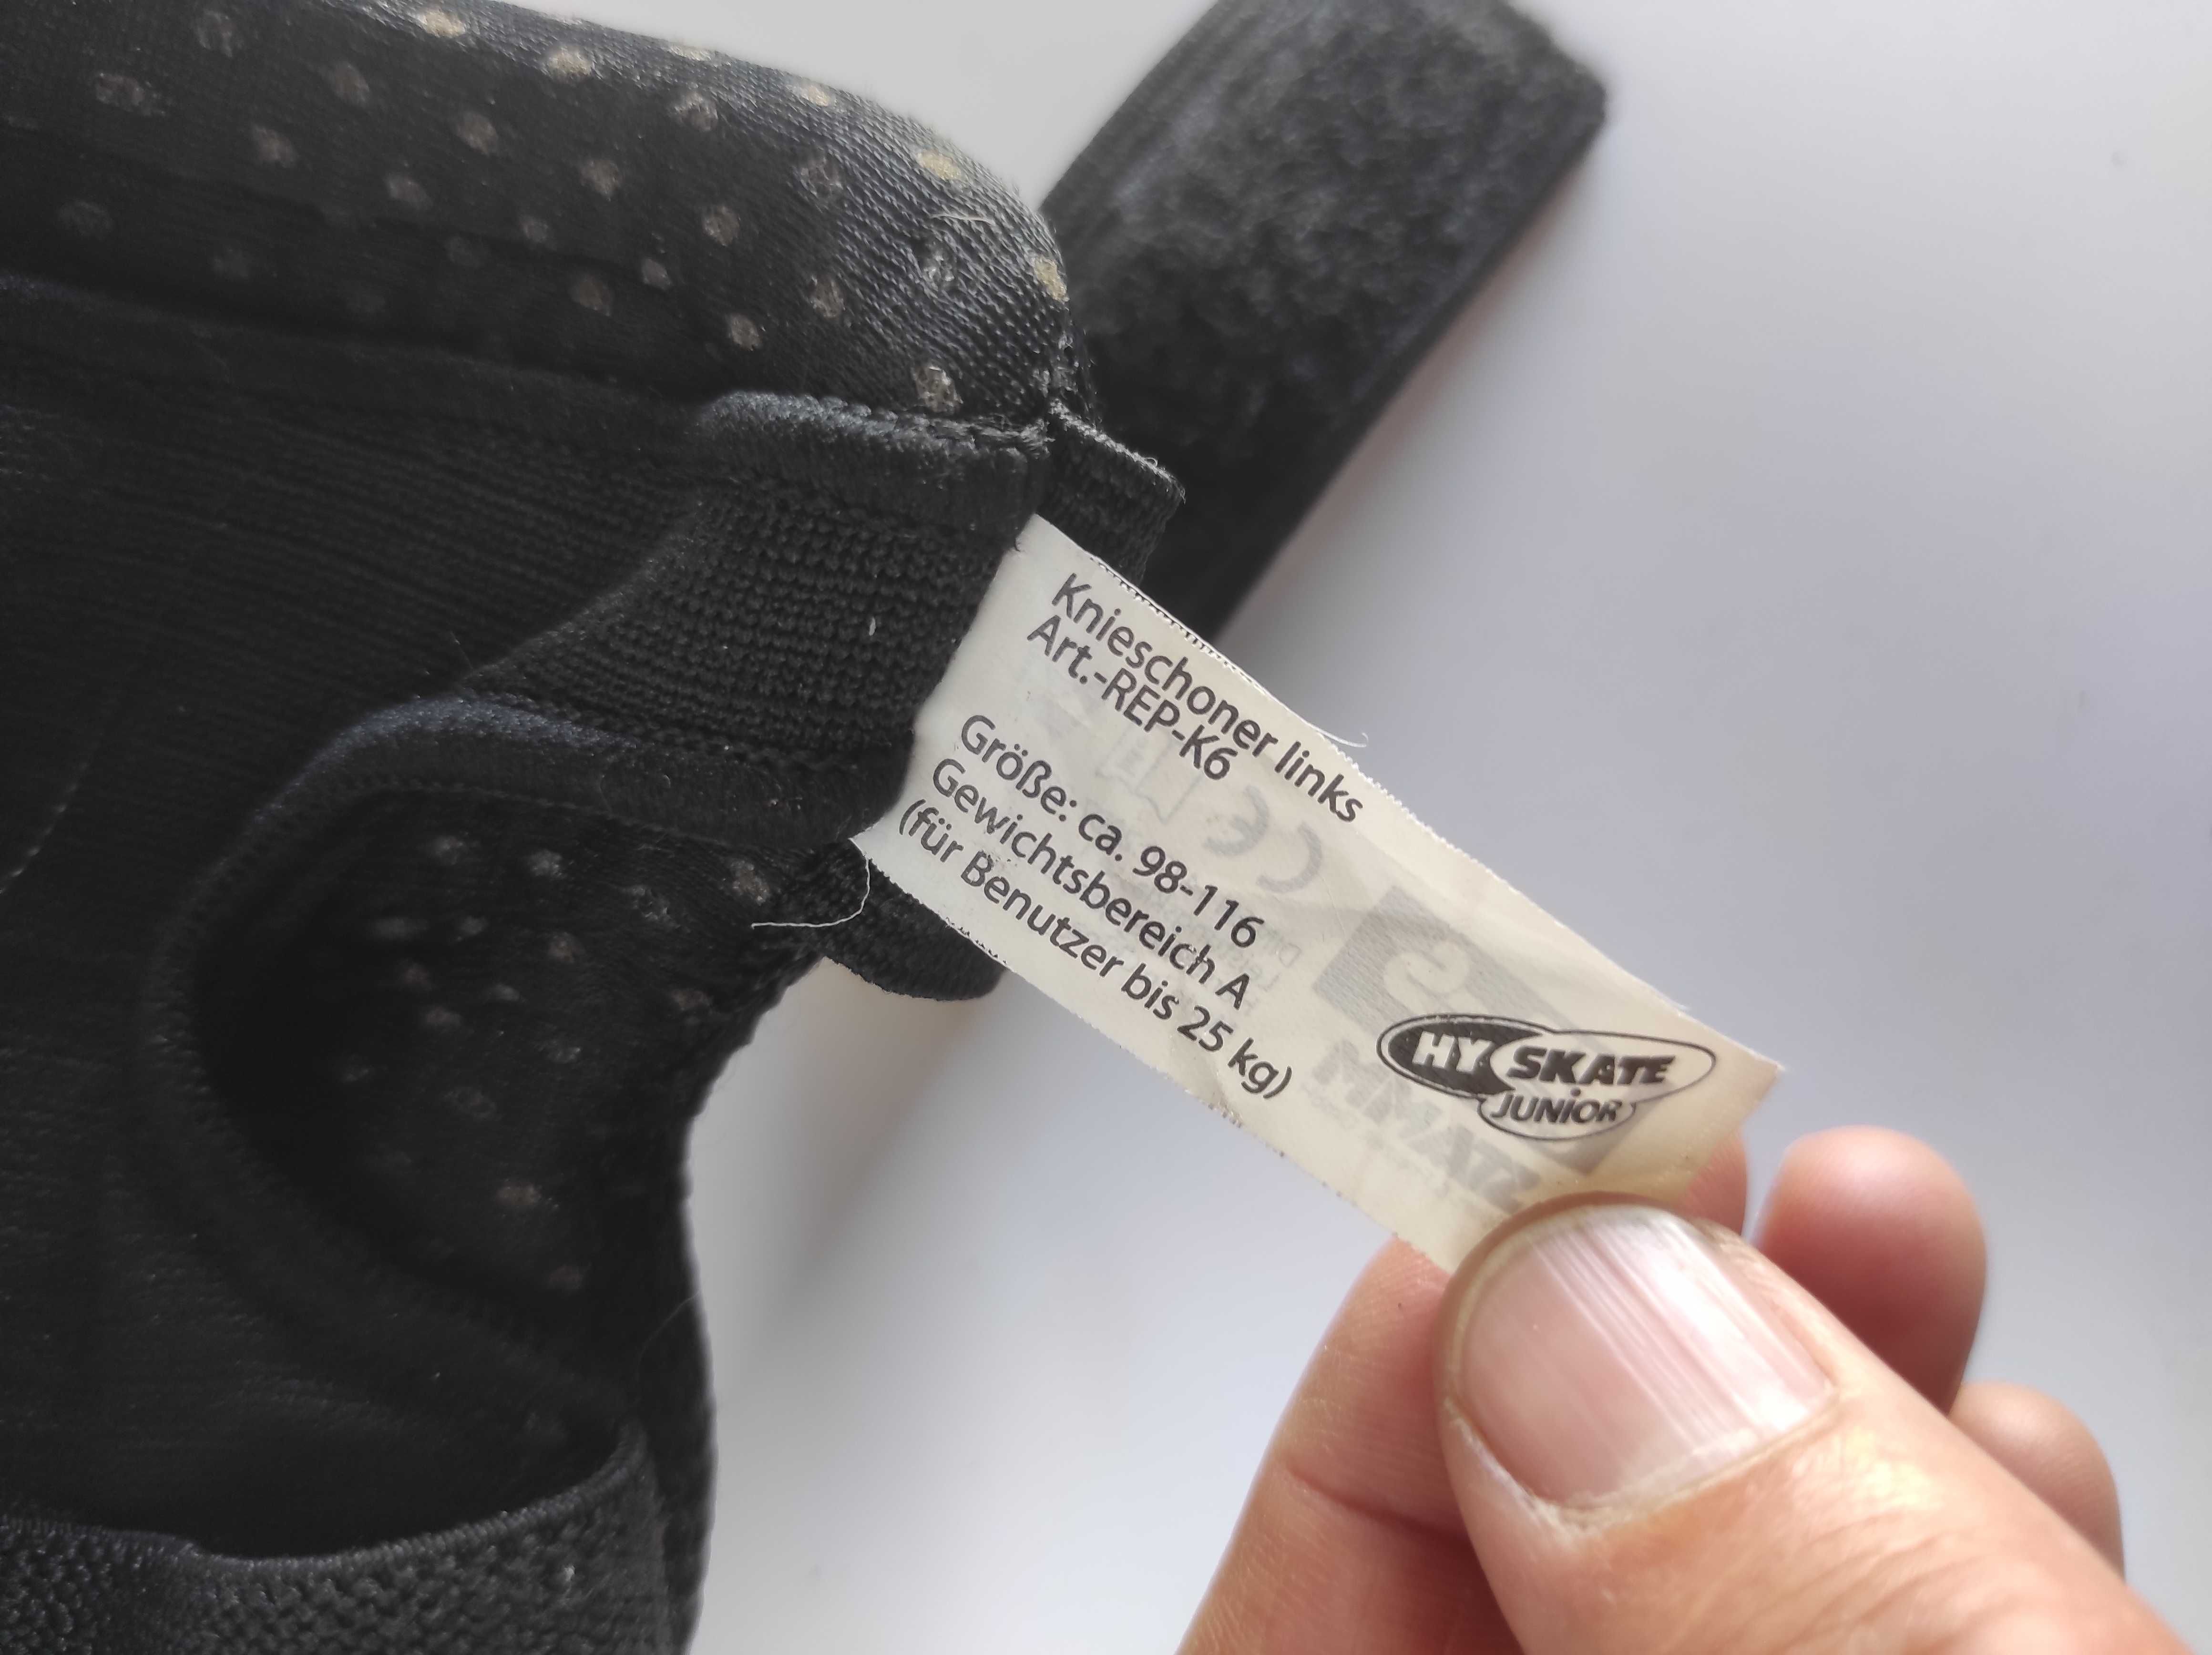 Knieschoner links
Art.-REP-K6
Größe: ca. 98-116
Gewichtsbereich A
(für Benutzer bis 25 kg)
HY SKATE
JUNiOR